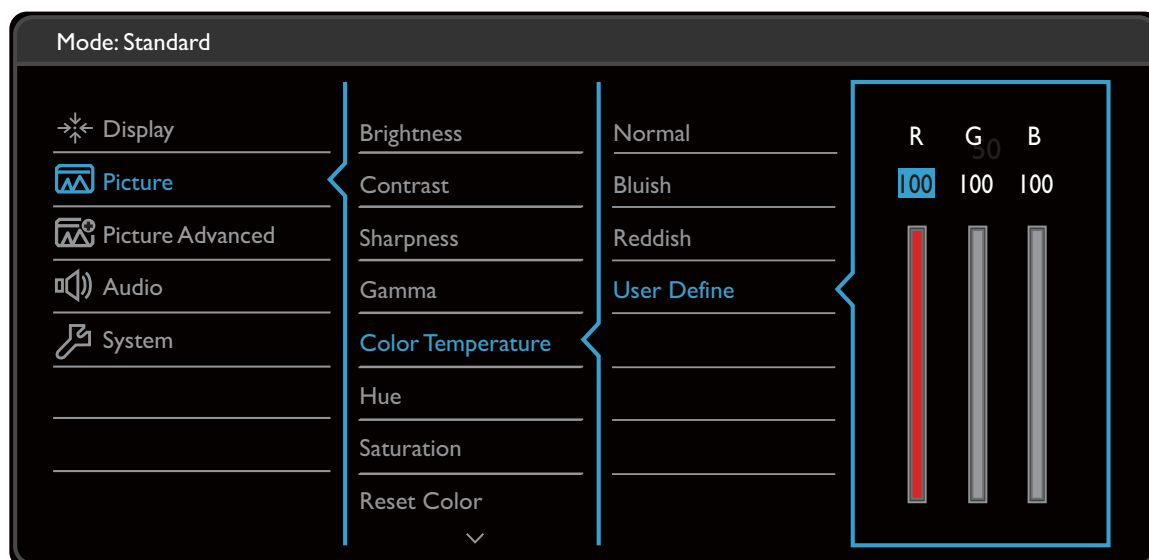 Mode: Standard
Display
Picture
Picture Advanced
Audio
System
Brightness
Contrast
Sharpness
Gamma
Color Temperature
Hue
Saturation
Reset Color
Normal
Bluish
Reddish
User Define
R G B
50
100 100 100